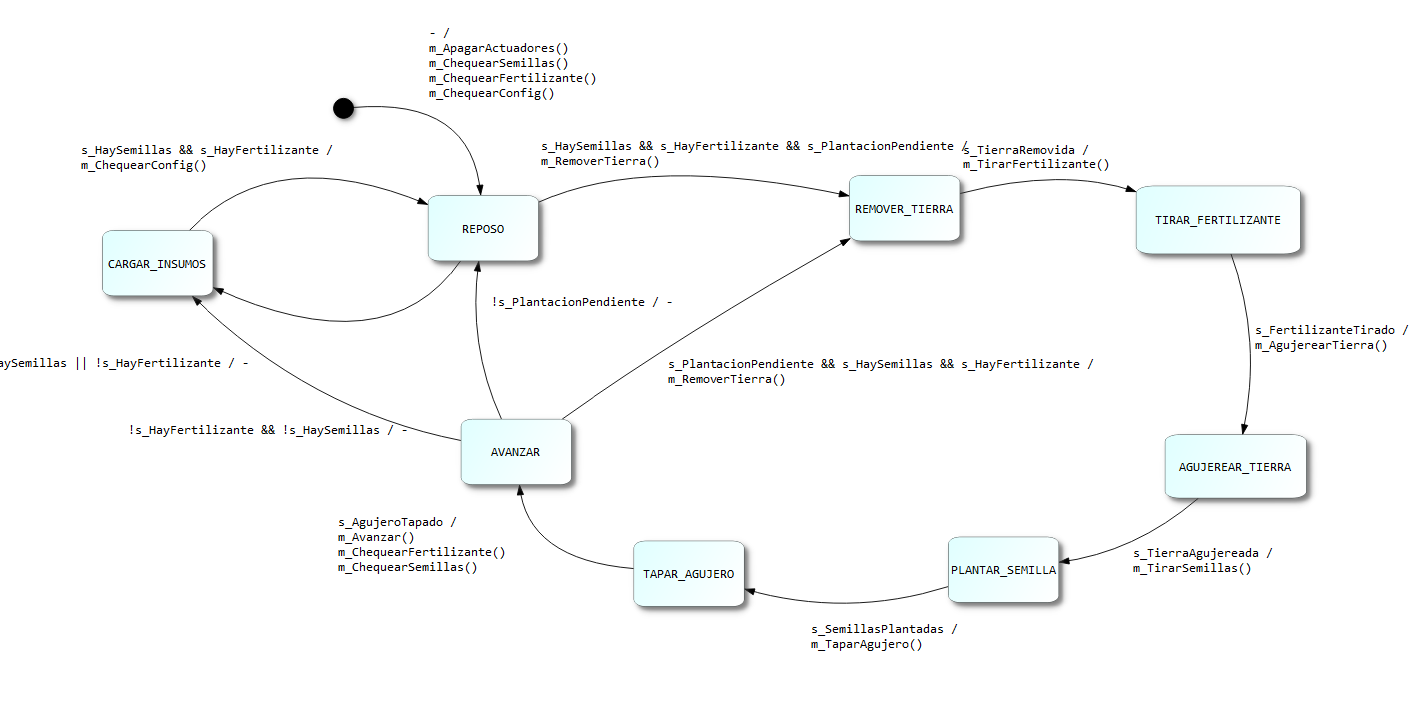 - /
m_ApagarActuadores()
m_ChequearSemillas()
m_ChequearFertilizante()
m_ChequearConfig()
s_HaySemillas && s_HayFertilizante /
m_ChequearConfig()
s_HaySemillas && s_HayFertilizante && s_PlantacionPendiente /
m_RemoverTierra()
s_TierraRemovida /
m_TirarFertilizante()
REPOSO
REMOVER_TIERRA
TIRAR_FERTILIZANTE
CARGAR_INSUMOS
!s_PlantacionPendiente / -
s_FertilizanteTirado /
m_AgujerearTierra()
aySemillas || !s_HayFertilizante / -
s_PlantacionPendiente && s_HaySemillas && s_HayFertilizante /
m_RemoverTierra()
!s_HayFertilizante && !s_HaySemillas / -
AVANZAR
AGUJEREAR_TIERRA
s_AgujeroTapado /
m_Avanzar()
m_ChequearFertilizante()
m_ChequearSemillas()
TAPAR_AGUJERO
PLANTAR_SEMILLA
s_TierraAgujereada /
m_TirarSemillas()
s_SemillasPlantadas /
m_TaparAgujero()